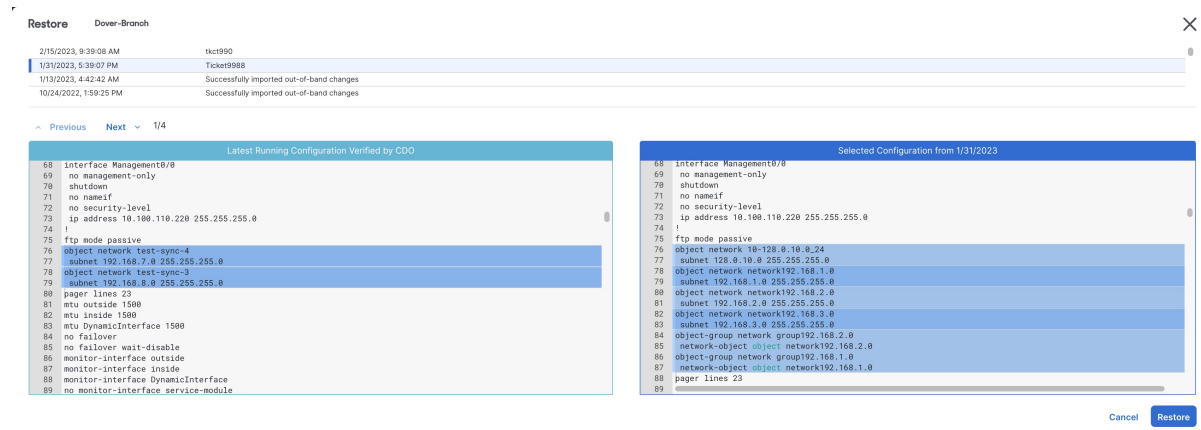 Restore Dover-Branch
2/15/2023, 9:39:08 AM tkct990
1/31/2023, 5:39:07 PM Ticket9988
1/13/2023, 4:42:42 AM Successfully imported out-of-band changes
10/24/2022, 1:59:25 PM Successfully imported out-of-band changes
Previous Next 1/4
Latest Running Configuration Verified by CDO
68 interface Management0/0
69 no management-only
70 shutdown
71 no nameif
72 no security-level
73 ip address 10.100.110.220 255.255.255.0
74 !
75 ftp mode passive
76 object network test-sync-4
77 subnet 192.168.7.0 255.255.255.0
78 object network test-sync-3
79 subnet 192.168.8.0 255.255.255.0
80 pager lines 23
81 mtu outside 1500
82 mtu inside 1500
83 mtu DynamicInterface 1500
84 no failover
85 no failover wait-disable
86 monitor-interface outside
87 monitor-interface inside
88 monitor-interface DynamicInterface
89 no monitor-interface service-module
Selected Configuration from 1/31/2023
68 interface Management0/0
69 no management-only
70 shutdown
71 no nameif
72 no security-level
73 ip address 10.100.110.220 255.255.255.0
74 !
75 ftp mode passive
76 object network 10-128.0.10.0_24
77 subnet 128.0.10.0 255.255.255.0
78 object network network192.168.1.0
79 subnet 192.168.1.0 255.255.255.0
80 object network network192.168.2.0
81 subnet 192.168.2.0 255.255.255.0
82 object network network192.168.3.0
83 subnet 192.168.3.0 255.255.255.0
84 object-group network group192.168.2.0
85 network-object object network192.168.2.0
86 object-group network group192.168.1.0
87 network-object object network192.168.1.0
88 pager lines 23
89
Cancel Restore